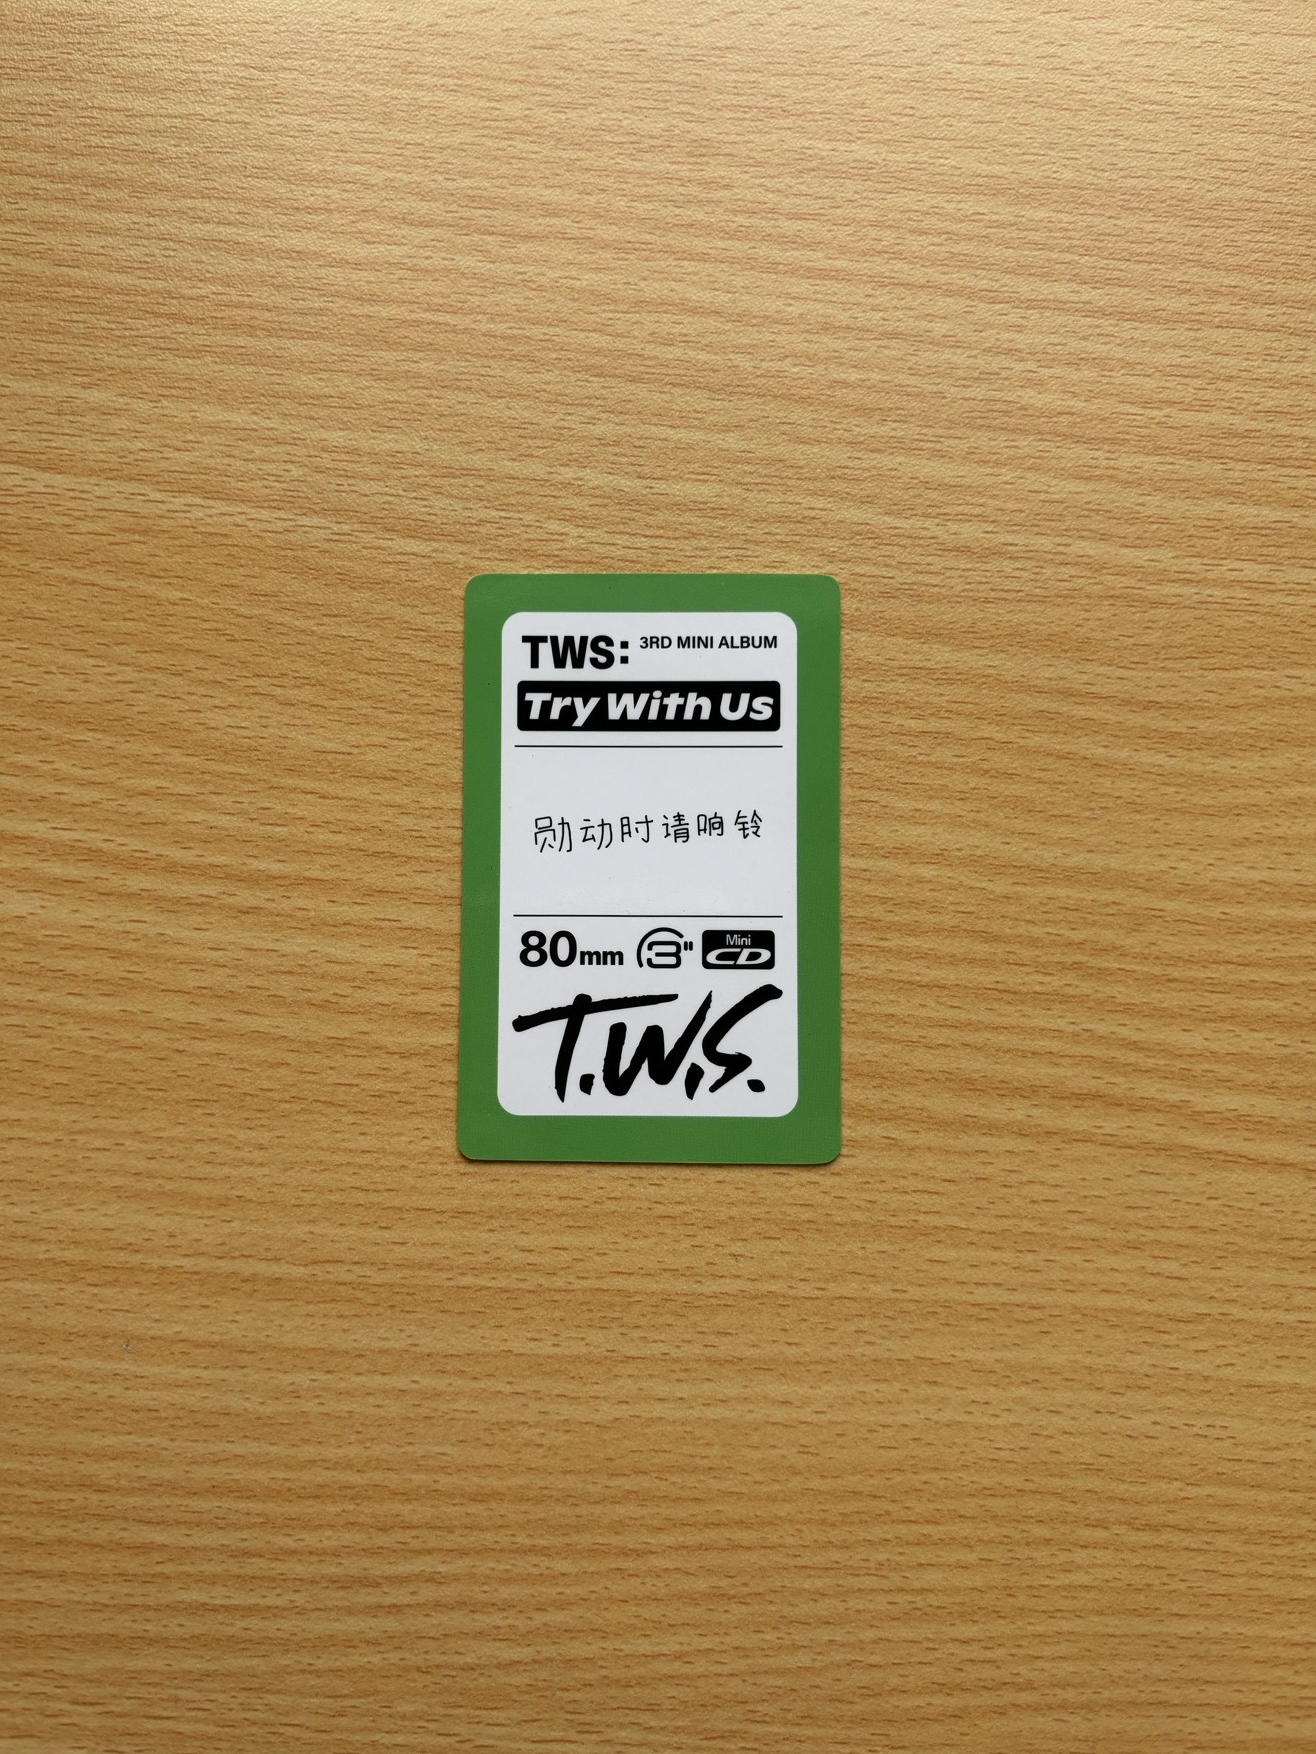 TWS: 3RD MINI ALBUM
Try With Us
勋动时请响铃
80mm 3" Mini CD
T.W.S.